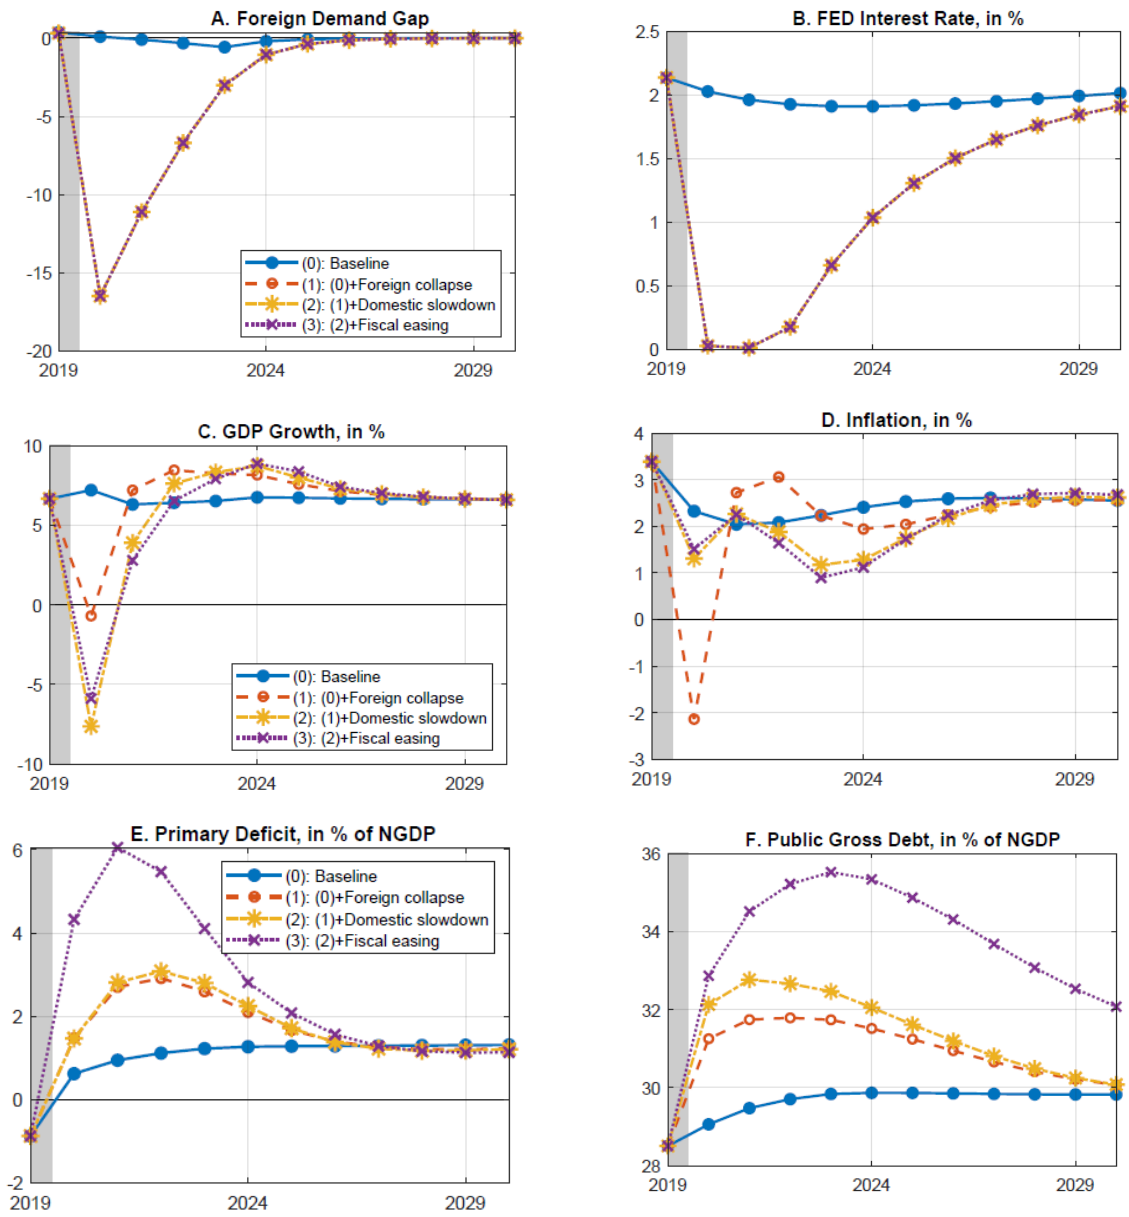 A. Foreign Demand Gap
0
-5
-10
-15
-20
2019 2024 2029
(0): Baseline
(1): (0)+Foreign collapse
(2): (1)+Domestic slowdown
(3): (2)+Fiscal easing
B. FED Interest Rate, in %
2.5
2
1.5
1
0.5
0
2019 2024 2029
C. GDP Growth, in %
10
5
0
-5
-10
2019 2024 2029
(0): Baseline
(1): (0)+Foreign collapse
(2): (1)+Domestic slowdown
(3): (2)+Fiscal easing
D. Inflation, in %
4
3
2
1
0
-1
-2
-3
2019 2024 2029
E. Primary Deficit, in % of NGDP
6
4
2
0
-2
2019 2024 2029
(0): Baseline
(1): (0)+Foreign collapse
(2): (1)+Domestic slowdown
(3): (2)+Fiscal easing
F. Public Gross Debt, in % of NGDP
36
34
32
30
28
2019 2024 2029